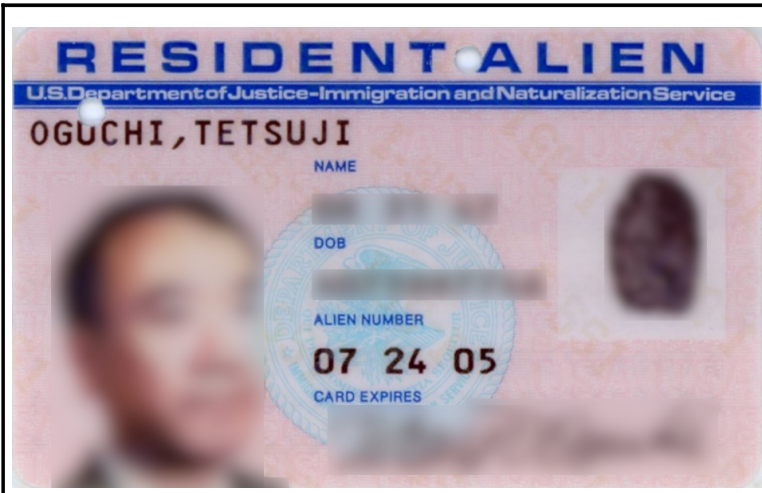 RESIDENT ALIEN
U.S. Department of Justice-Immigration and Naturalization Service
OGUCHI, TETSUJI
NAME
DOB
ALIEN NUMBER
07 24 05
CARD EXPIRES